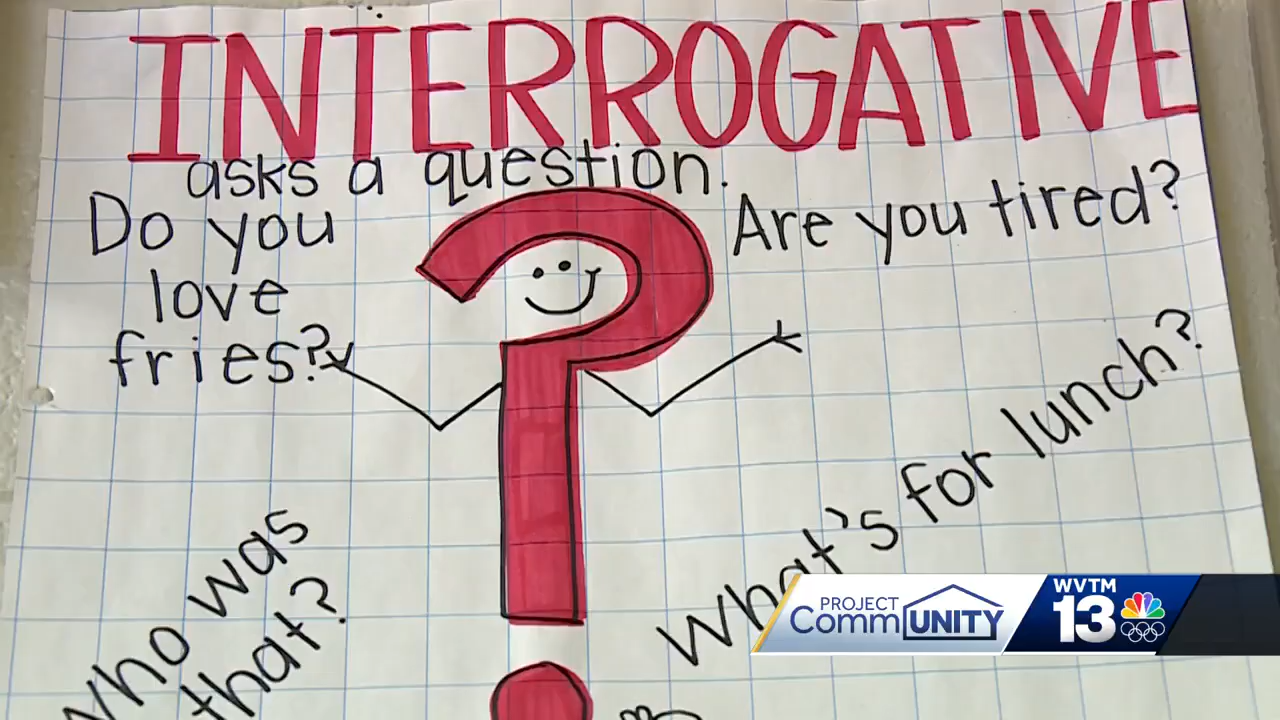 INTERROGATIVE
asks a question.
Do you
love
fries?
Are you tired?
What's for lunch?
Who was
that?
PROJECT
CommUNITY
WVTM
13